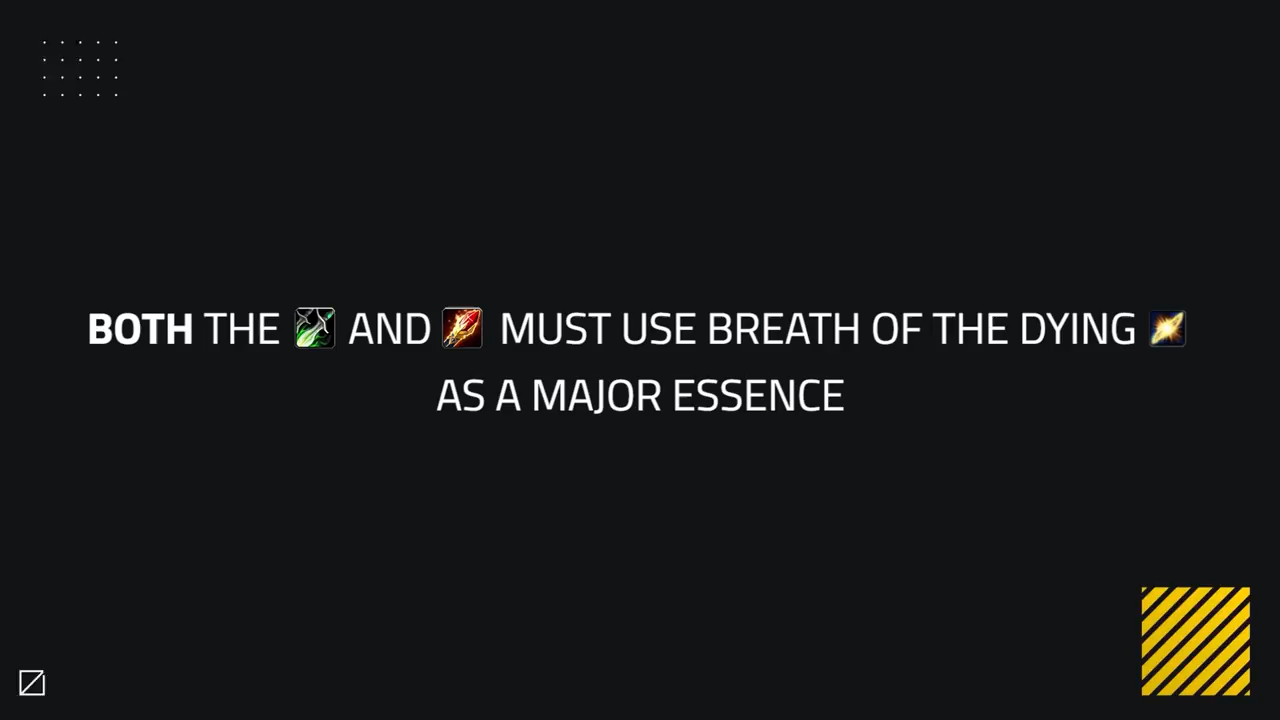 BOTH THE AND MUST USE BREATH OF THE DYING
AS A MAJOR ESSENCE